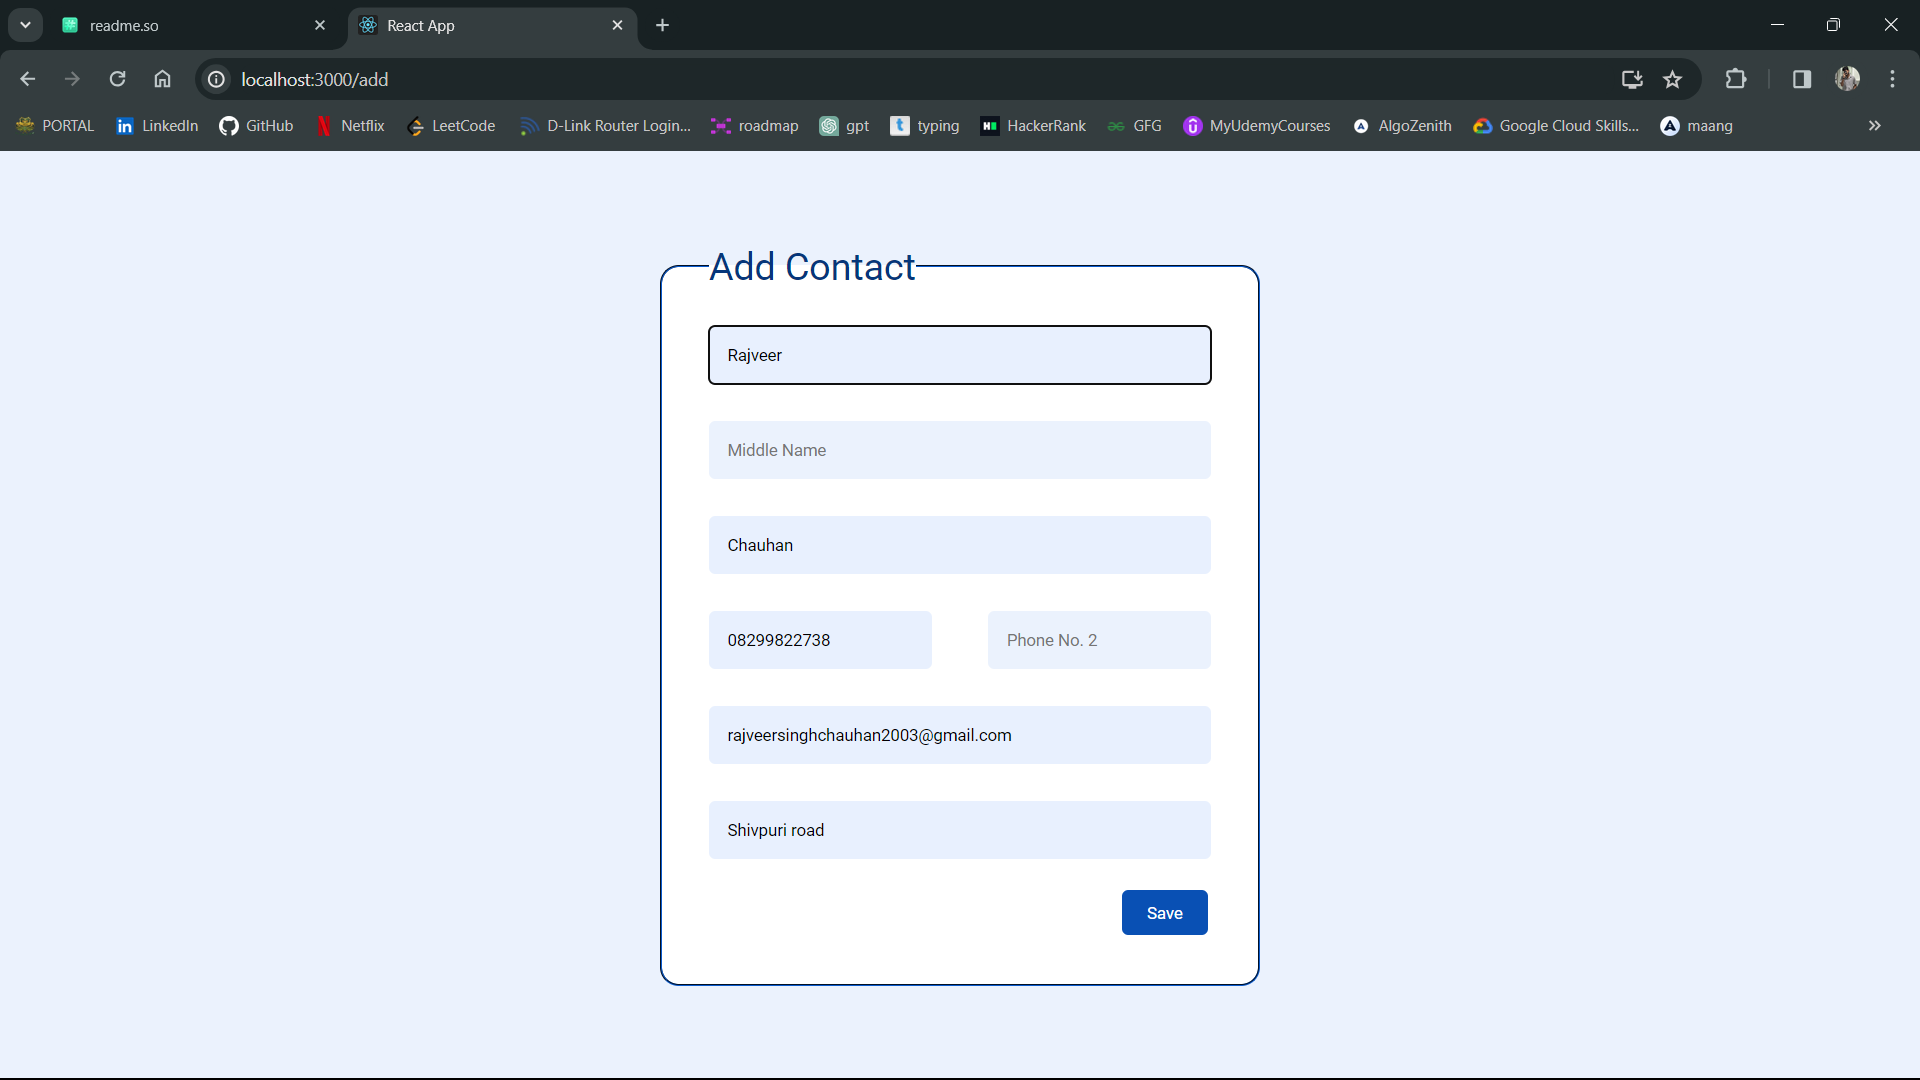 readme.so
React App
localhost:3000/add
PORTAL LinkedIn GitHub Netflix LeetCode D-Link Router Login... roadmap gpt typing HackerRank GFG MyUdemyCourses AlgoZenith Google Cloud Skills... maang
Add Contact
Rajveer
Middle Name
Chauhan
08299822738 Phone No. 2
rajveersinghchauhan2003@gmail.com
Shivpuri road
Save